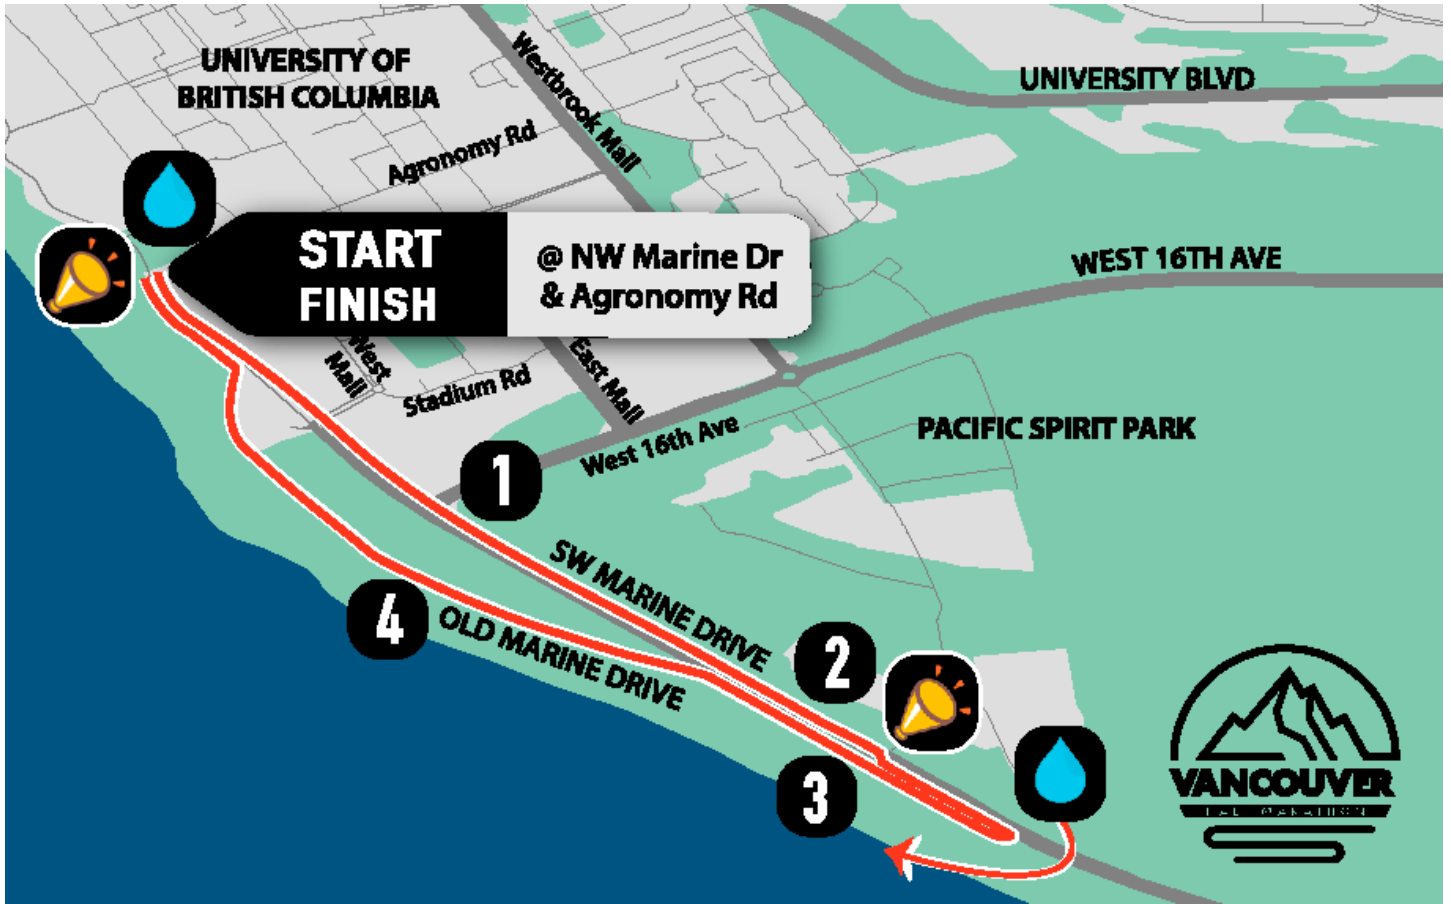 UNIVERSITY OF
BRITISH COLUMBIA
Westbrook Mall
UNIVERSITY BLVD
Agronomy Rd
START
FINISH
@ NW Marine Dr
& Agronomy Rd
WEST 16TH AVE
West
Mall
East Mall
Stadium Rd
West 16th Ave
PACIFIC SPIRIT PARK
1
SW MARINE DRIVE
4
OLD MARINE DRIVE
2
3
VANCOUVER
HALF MARATHON